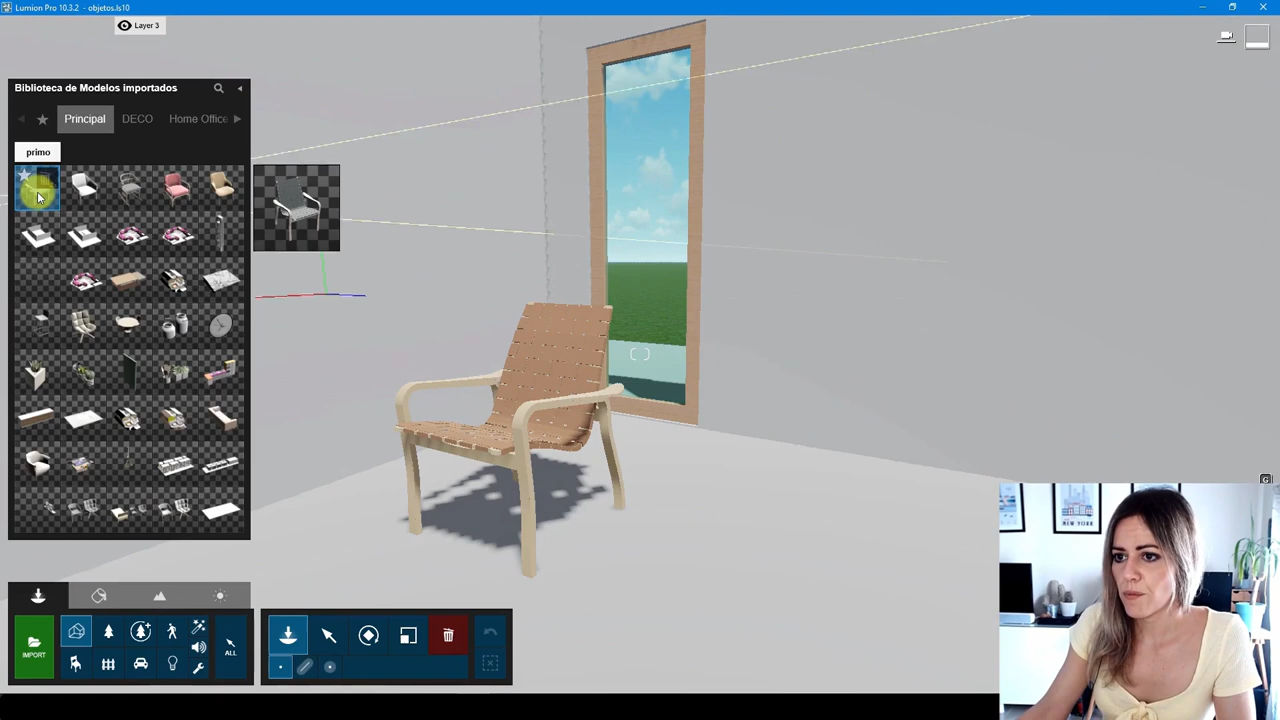 Lumion Pro 10.3.2 - objetos.ls10
Layer 3
Biblioteca de Modelos importados
Principal
DECO
Home Office
primo
IMPORT
ALL
G
NEW YORK